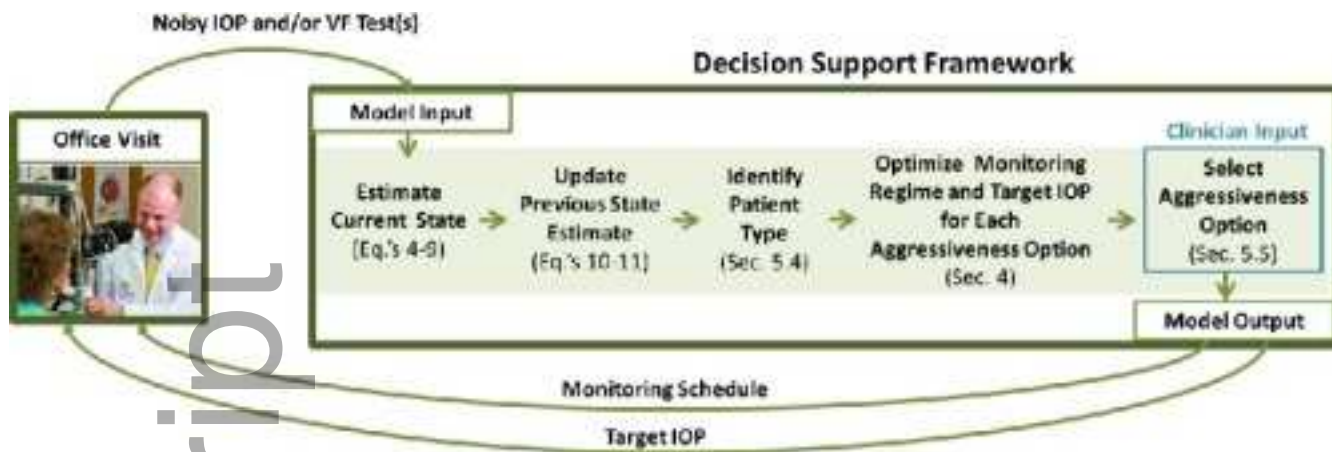 Noisy IOP and/or VF Test(s)
Decision Support Framework
Office Visit
Model Input
Estimate
Current State
(Eq.'s 4-9)
Update
Previous State
Estimate
(Eq.'s 10-11)
Identify
Patient
Type
(Sec. 5.4)
Optimize Monitoring
Regime and Target IOP
for Each
Aggressiveness Option
(Sec. 4)
Clinician Input
Select
Aggressiveness
Option
(Sec. 5.5)
Model Output
Monitoring Schedule
Target IOP